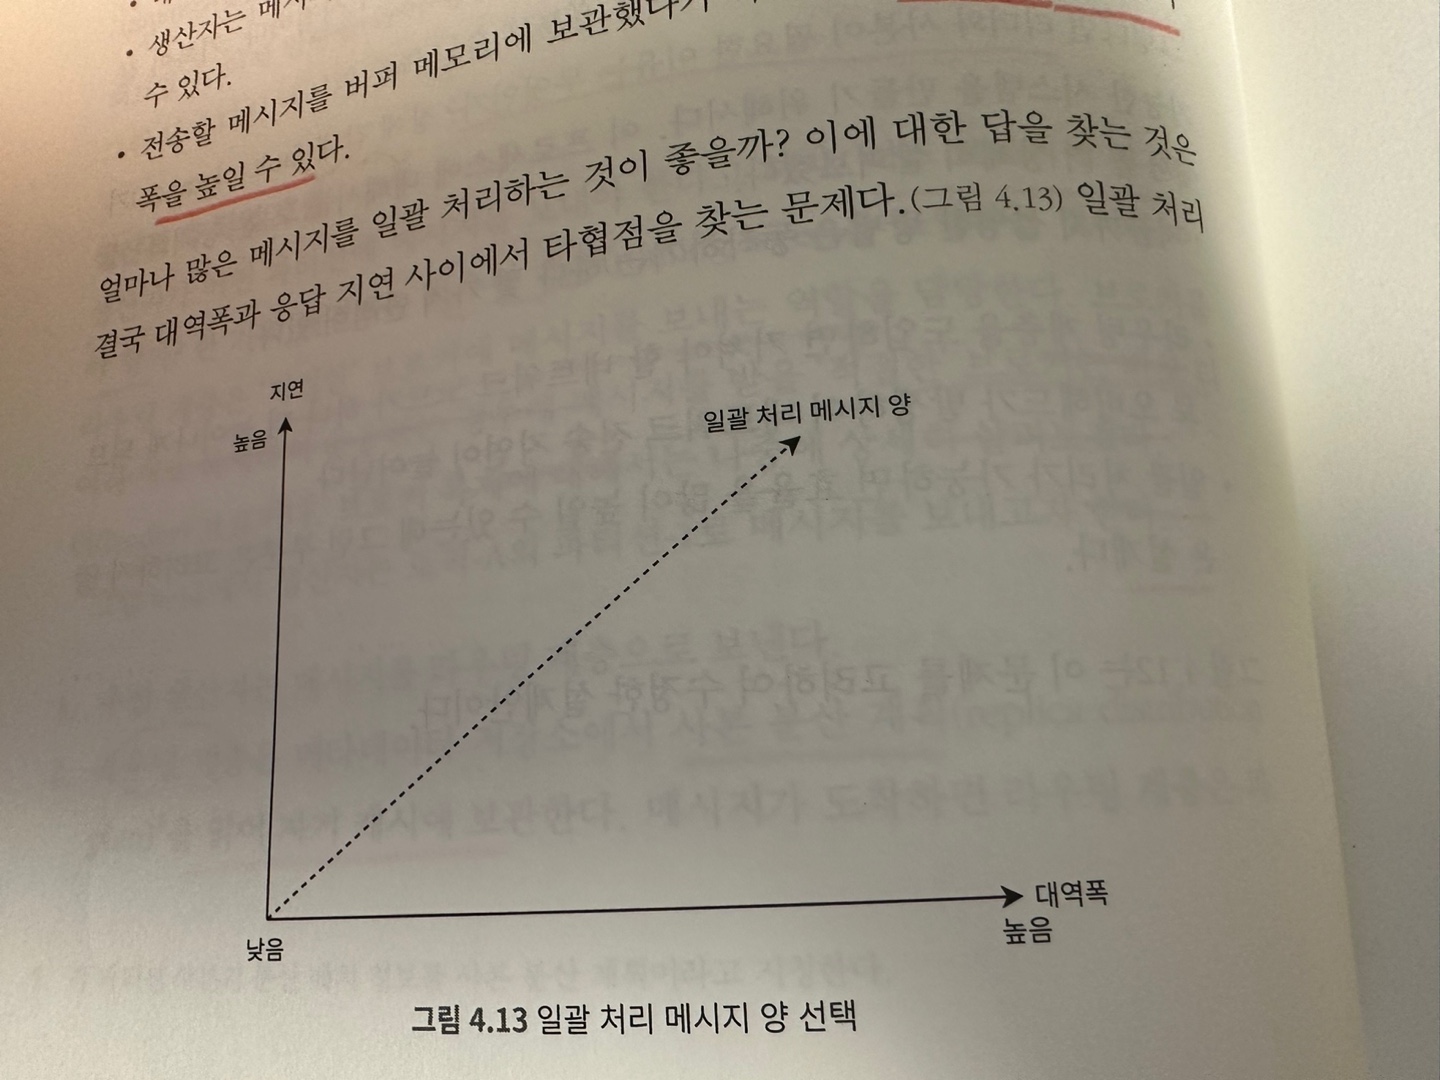 • 생산자는
수 있다.
• 전송할 메시지를 버퍼 메모리에 보관했다가
폭을 높일 수 있다.
얼마나 많은 메시지를 일괄 처리하는 것이 좋을까? 이에 대한 답을 찾는 것은
결국 대역폭과 응답 지연 사이에서 타협점을 찾는 문제다.(그림 4.13) 일괄 처리
지연
높음
일괄 처리 메시지 양
대역폭
높음
낮음
그림 4.13 일괄 처리 메시지 양 선택